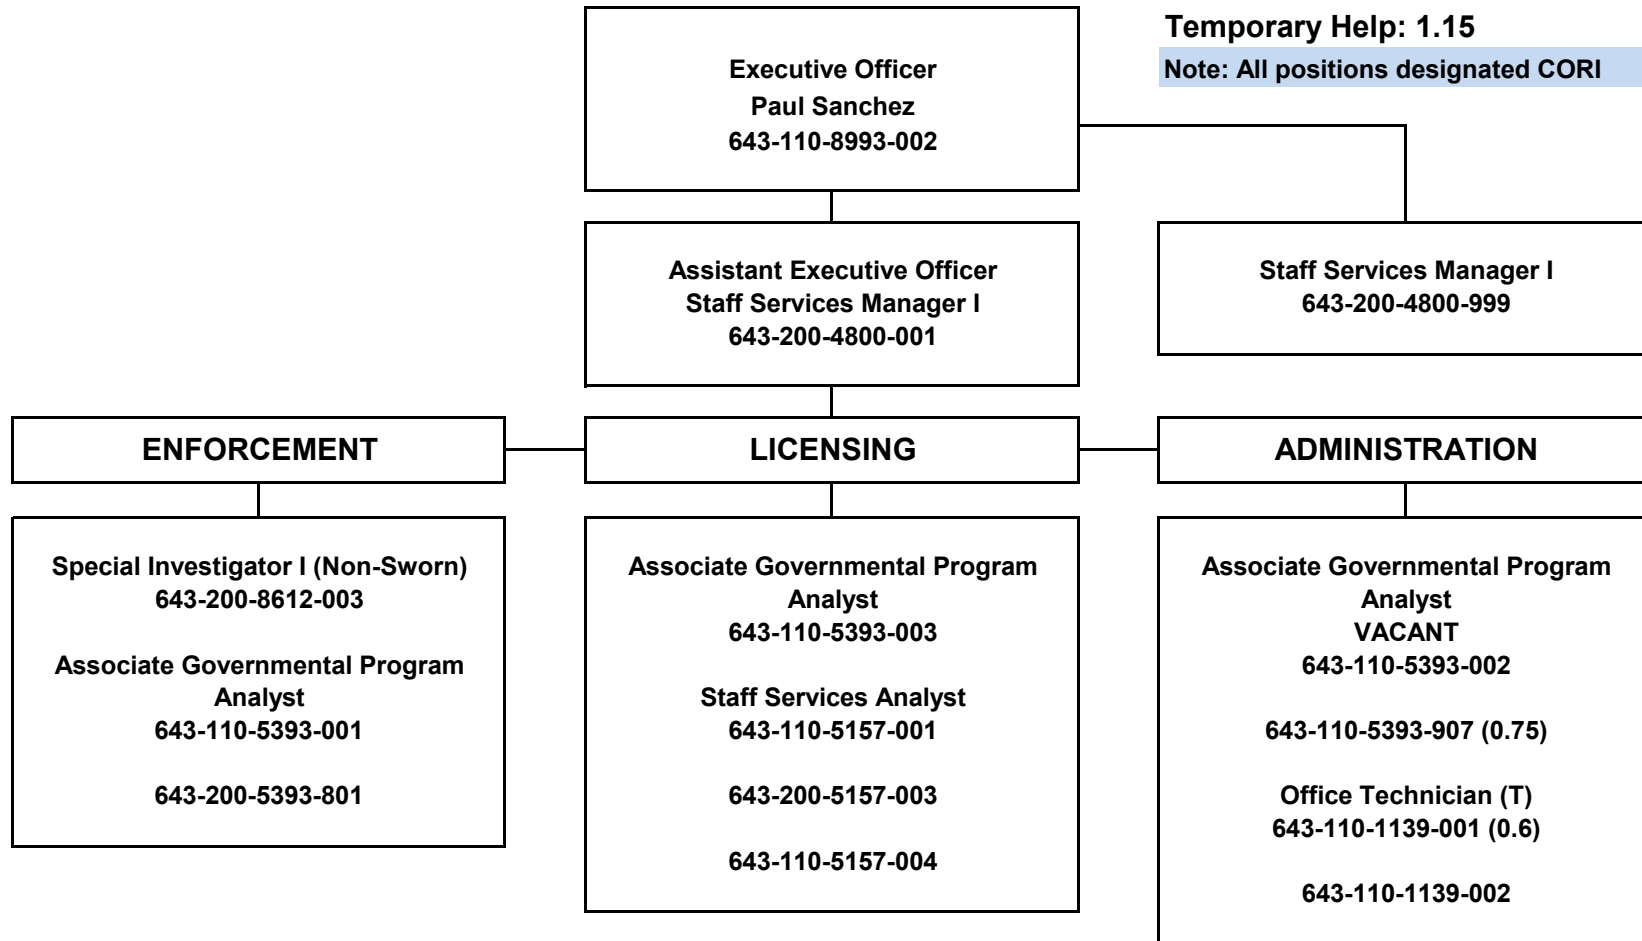 Temporary Help: 1.15
Note: All positions designated CORI
Executive Officer
Paul Sanchez
643-110-8993-002
Assistant Executive Officer
Staff Services Manager I
643-200-4800-001
Staff Services Manager I
643-200-4800-999
ENFORCEMENT
LICENSING
ADMINISTRATION
Special Investigator I (Non-Sworn)
643-200-8612-003
Associate Governmental Program
Analyst
643-110-5393-001
643-200-5393-801
Associate Governmental Program
Analyst
643-110-5393-003
Staff Services Analyst
643-110-5157-001
643-200-5157-003
643-110-5157-004
Associate Governmental Program
Analyst
VACANT
643-110-5393-002
643-110-5393-907 (0.75)
Office Technician (T)
643-110-1139-001 (0.6)
643-110-1139-002